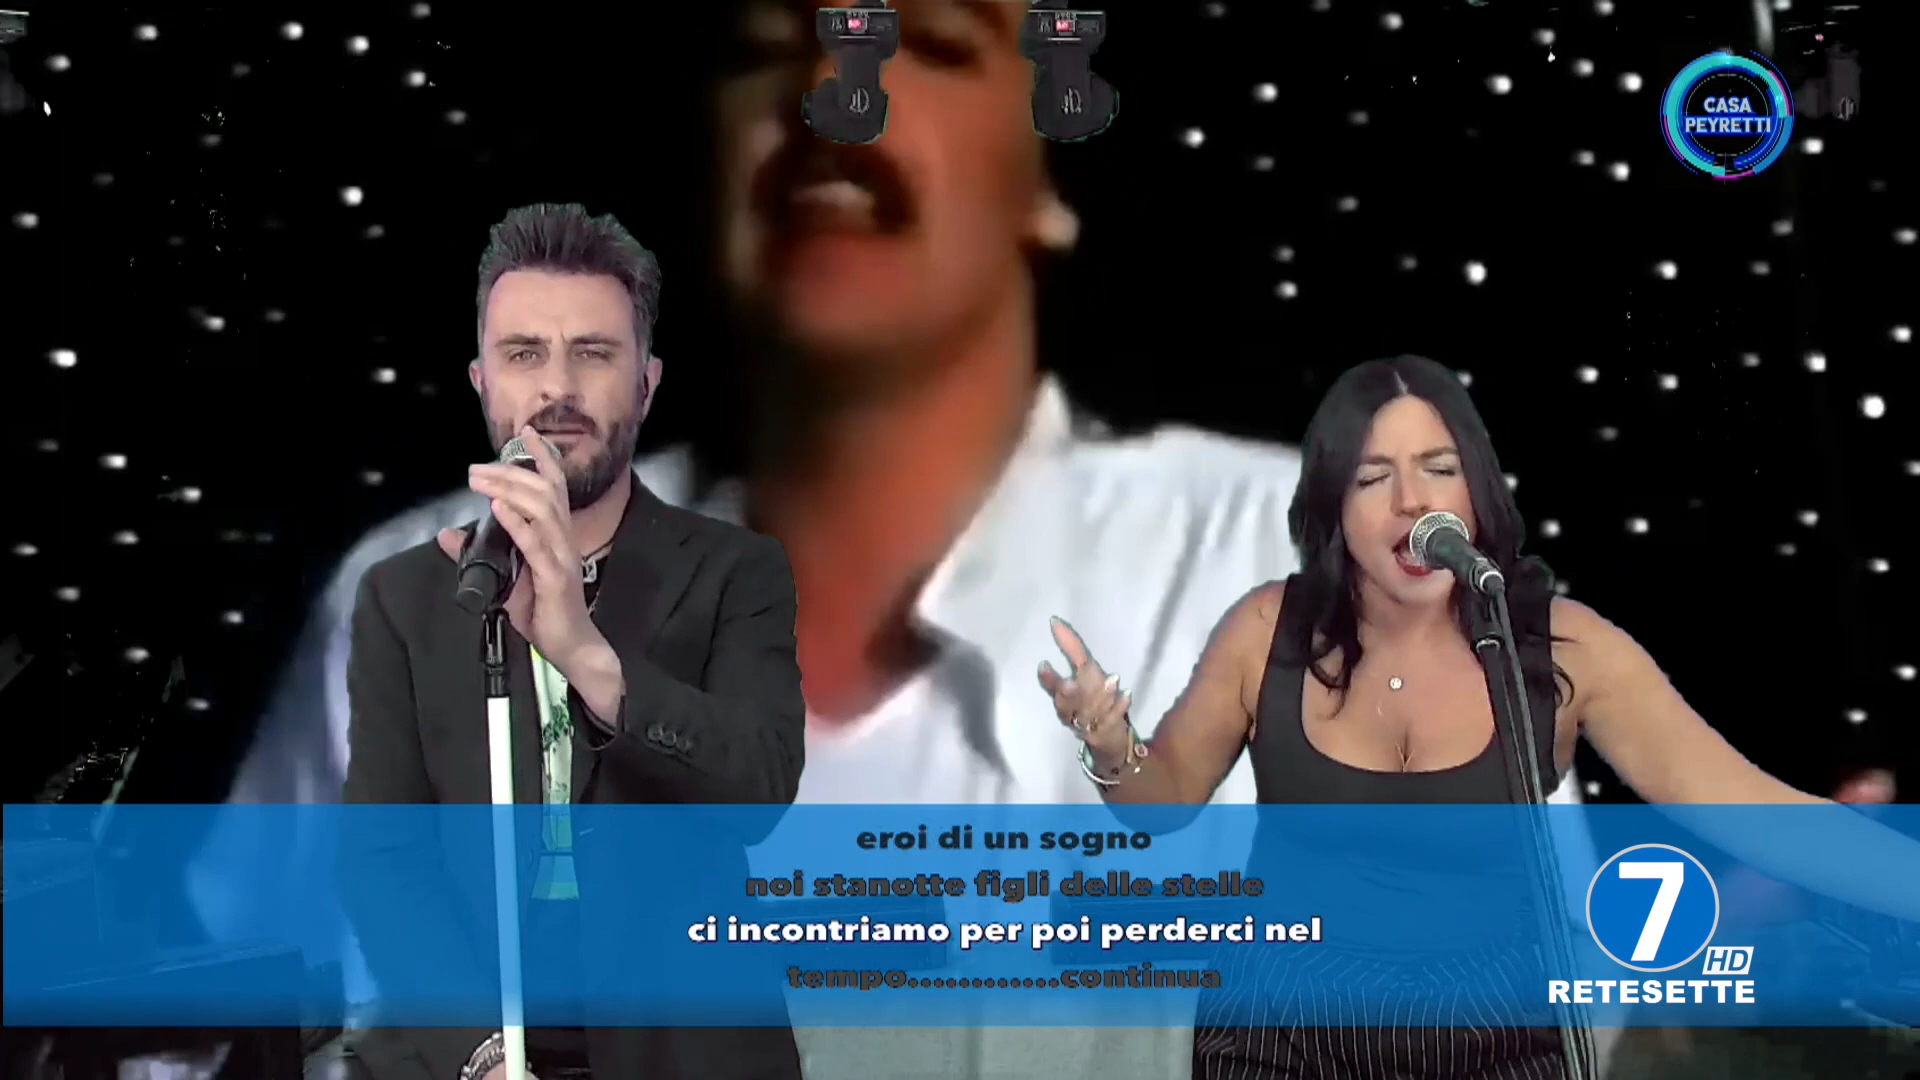 CASA
PEYRETTI
eroi di un sogno
noi stanotte figli delle stelle
ci incontriamo per poi perderci nel
tempo............continua
7
HD
RETESETTE